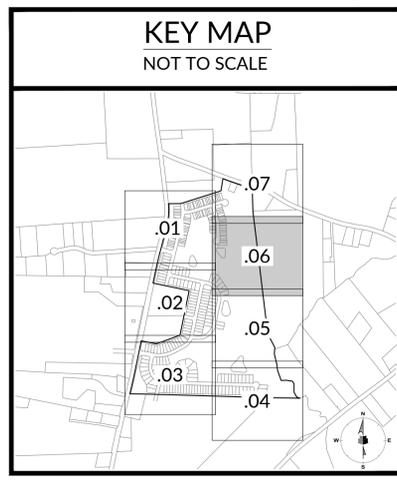 KEY MAP
NOT TO SCALE
.07
.01
.06
.02
.05
.03
.04
N
W E
S